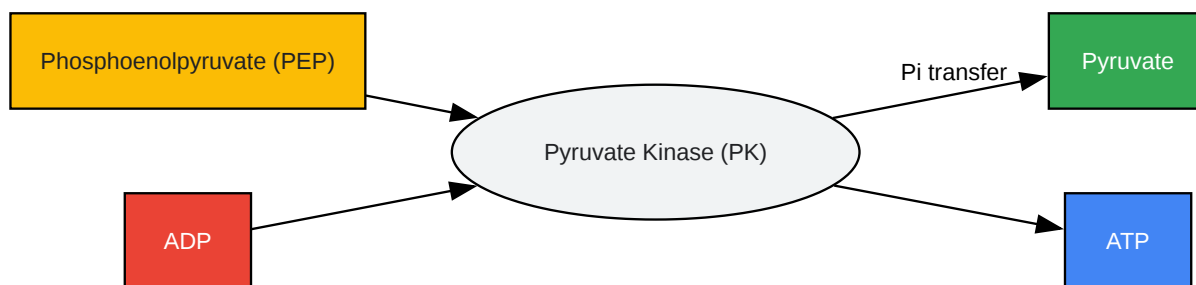 Phosphoenolpyruvate (PEP)
Pi transfer
Pyruvate
Pyruvate Kinase (PK)
ADP
ATP